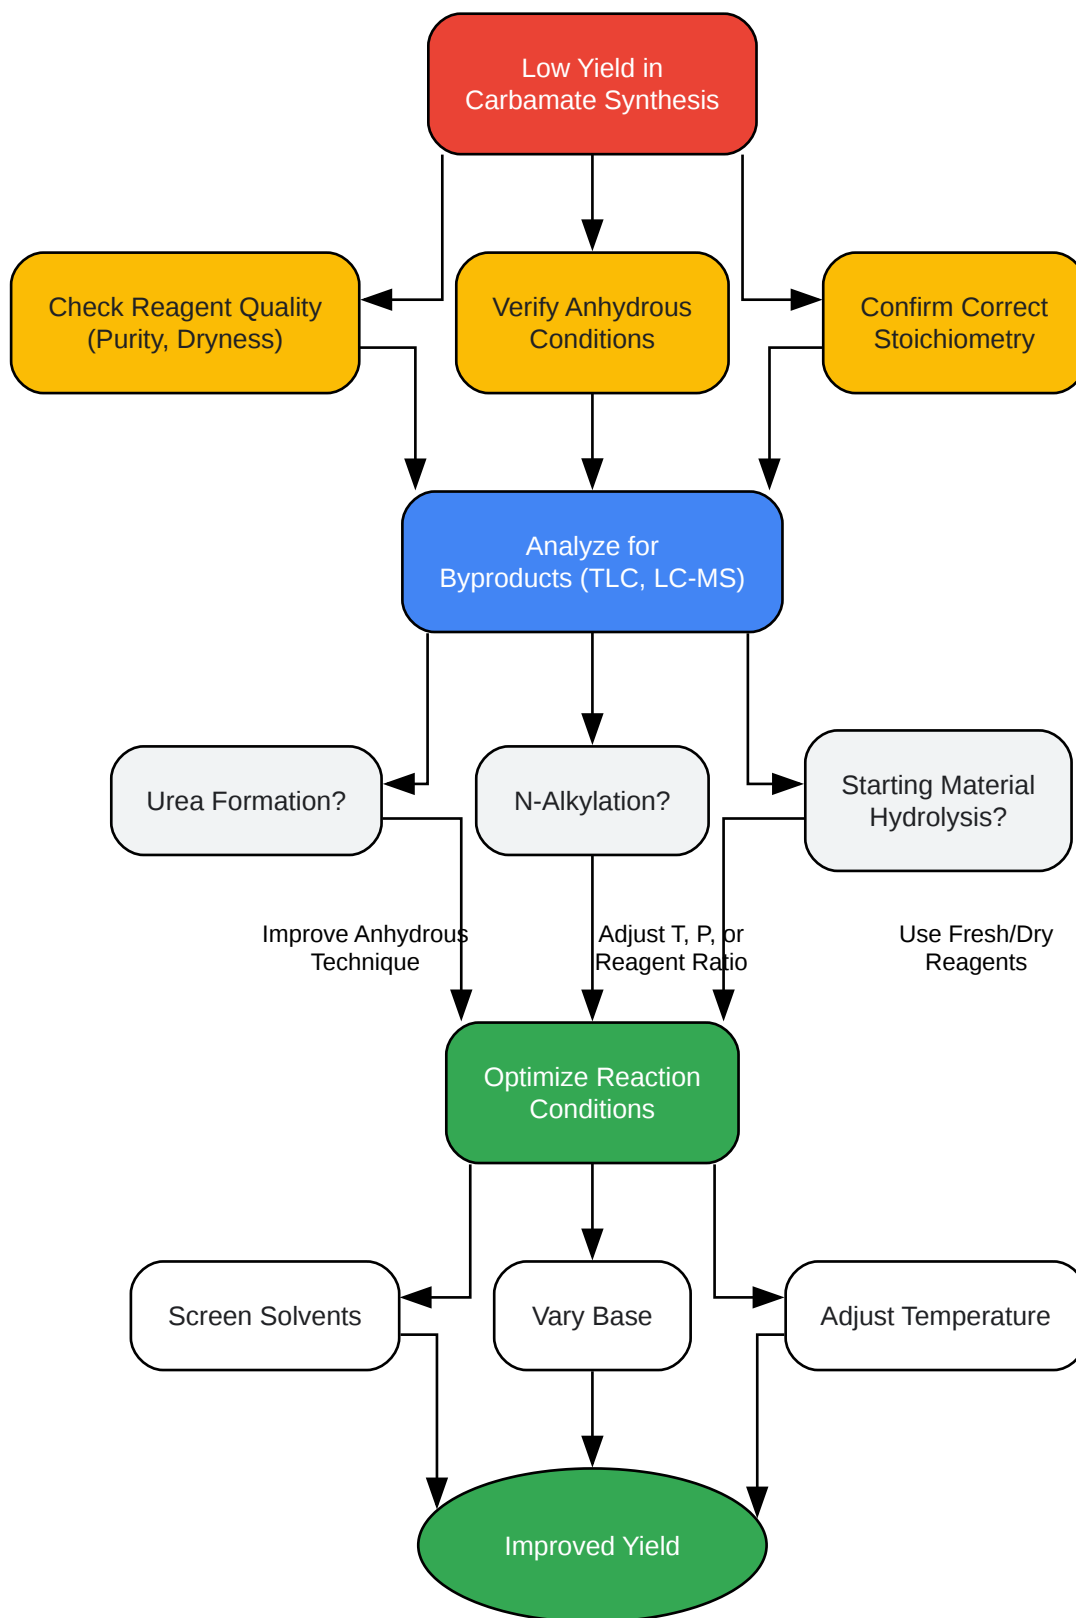 Low Yield in
Carbamate Synthesis
Check Reagent Quality
(Purity, Dryness)
Verify Anhydrous
Conditions
Confirm Correct
Stoichiometry
Analyze for
Byproducts (TLC, LC-MS)
Urea Formation?
N-Alkylation?
Starting Material
Hydrolysis?
Improve Anhydrous
Technique
Adjust T, P, or
Reagent Ratio
Use Fresh/Dry
Reagents
Optimize Reaction
Conditions
Screen Solvents
Vary Base
Adjust Temperature
Improved Yield